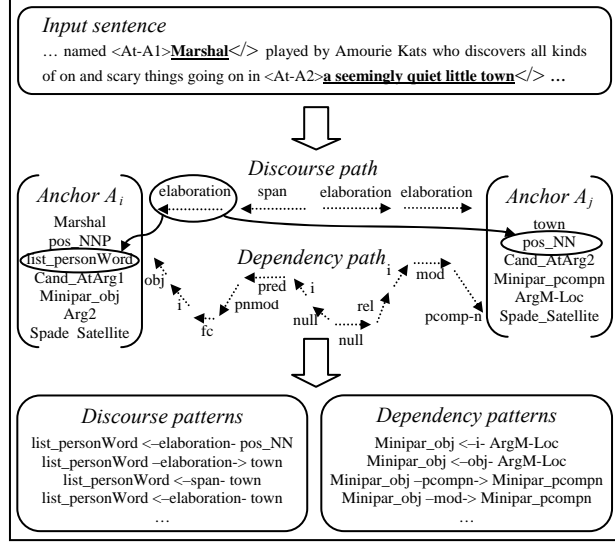 Input sentence
… named <At-A1>Marshal</> played by Amourie Kats who discovers all kinds
of on and scary things going on in <At-A2>a seemingly quiet little town</> …
Discourse path
elaboration span elaboration elaboration
Anchor A i
Marshal
pos_NNP
list_personWord
Cand_AtArg1
Minipar_obj
Arg2
Spade_Satellite
Dependency path
obj
i
fc
pnmod
pred
i
null
null
rel
i
mod
pcomp-n
Anchor A j
town
pos_NN
Cand_AtArg2
Minipar_pcompn
ArgM-Loc
Spade_Satellite
Discourse patterns
list_personWord <–elaboration- pos_NN
list_personWord –elaboration-> town
list_personWord <–span- town
list_personWord <–elaboration- town
…
Dependency patterns
Minipar_obj <–i- ArgM-Loc
Minipar_obj <–obj- ArgM-Loc
Minipar_obj –pcompn-> Minipar_pcompn
Minipar_obj –mod-> Minipar_pcompn
…